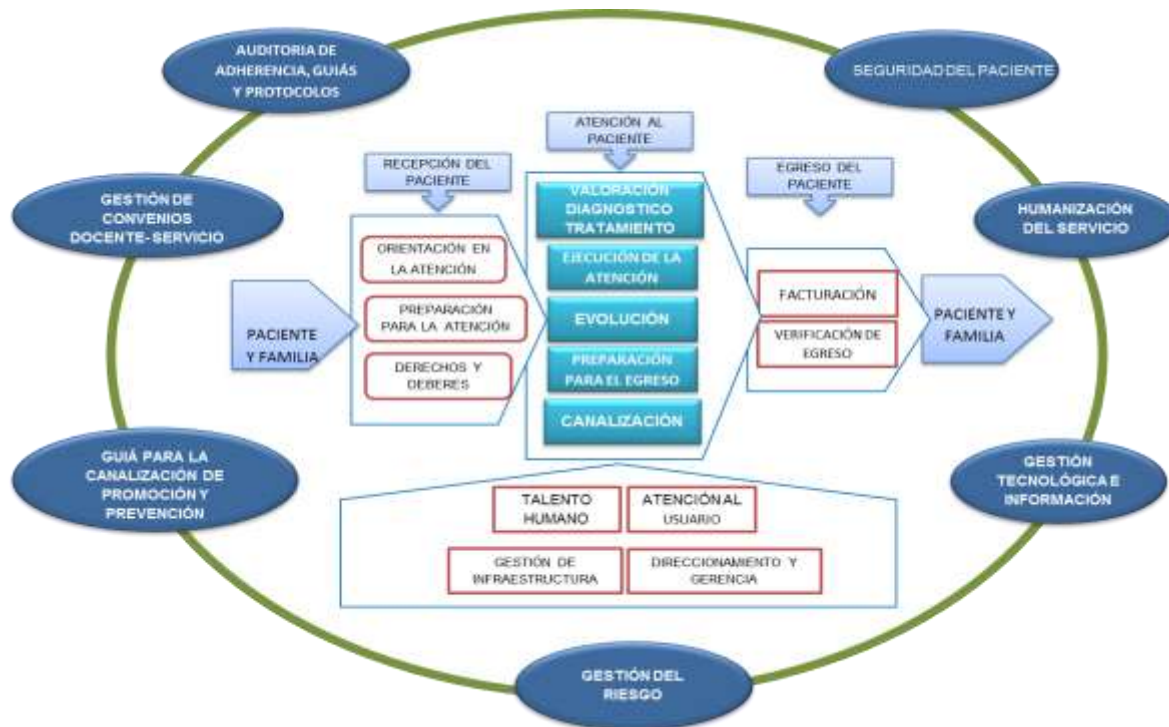 AUDITORIA DE
ADHERENCIA, GUIÁS
Y PROTOCOLOS
SEGURIDAD DEL PACIENTE
ATENCIÓN AL
PACIENTE
RECEPCIÓN DEL
PACIENTE
EGRESO DEL
PACIENTE
GESTIÓN DE
CONVENIOS
DOCENTE- SERVICIO
HUMANIZACIÓN
DEL SERVICIO
VALORACIÓN
DIAGNOSTICO
TRATAMIENTO
ORIENTACIÓN EN
LA ATENCIÓN
EJECUCIÓN DE LA
ATENCIÓN
PACIENTE
Y FAMILIA
PREPARACIÓN
PARA LA ATENCIÓN
EVOLUCIÓN
FACTURACIÓN
VERIFICACIÓN DE
EGRESO
PACIENTE Y
FAMILIA
DERECHOS Y
DEBERES
PREPARACIÓN
PARA EL EGRESO
CANALIZACIÓN
GUIÁ PARA LA
CANALIZACIÓN DE
PROMOCIÓN Y
PREVENCIÓN
GESTIÓN
TECNOLÓGICA E
INFORMACIÓN
TALENTO
HUMANO
ATENCIÓN AL
USUARIO
GESTIÓN DE
INFRAESTRUCTURA
DIRECCIONAMIENTO Y
GERENCIA
GESTIÓN DEL
RIESGO